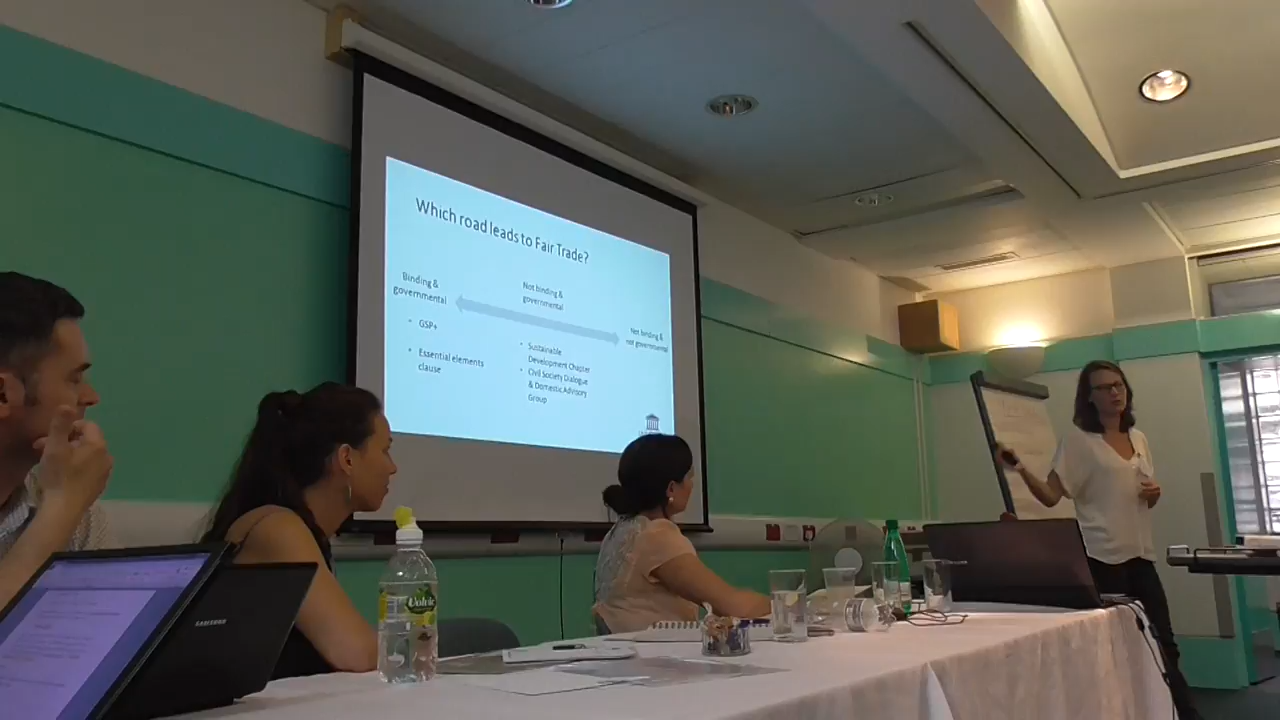 Which road leads to Fair Trade?
Binding &
governmental
Not binding &
governmental
Not binding &
not governmental
• GSP+
• Essential elements
clause
• Sustainable
Development Chapter
• Civil Society Dialogue
& Domestic Advisory
Group
SAMSUNG
Volvic